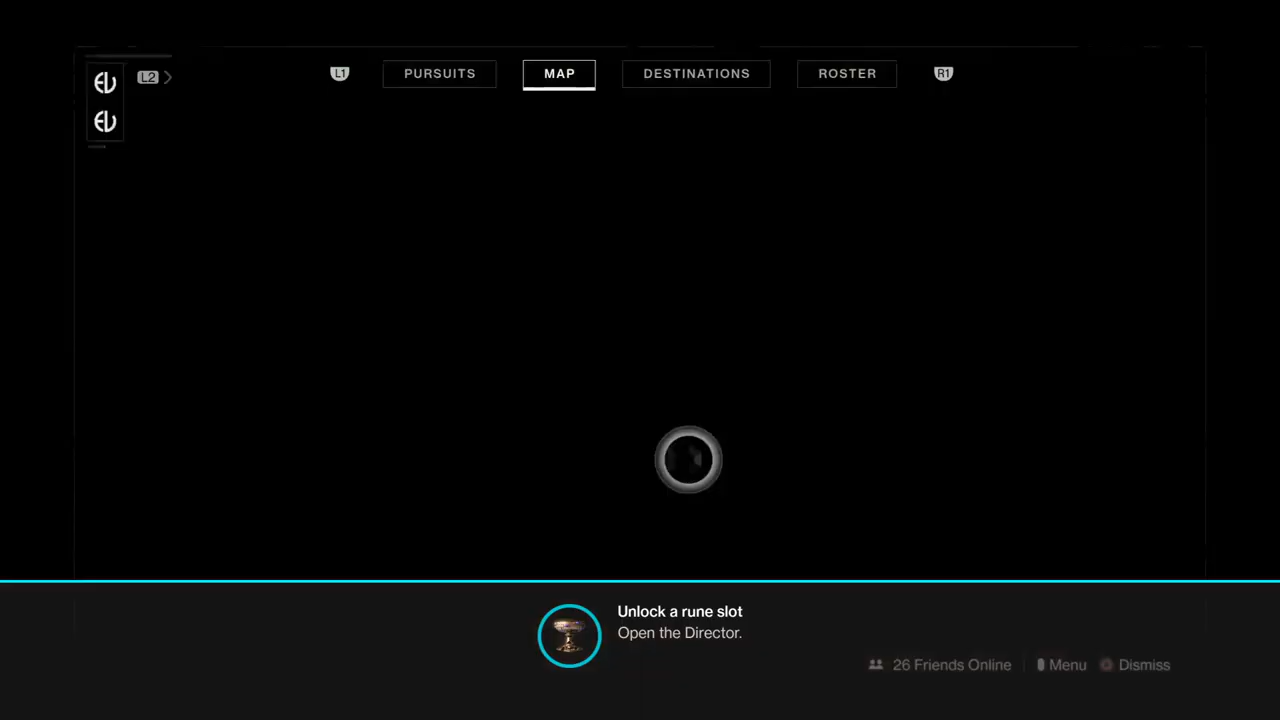 L2
L1
PURSUITS
MAP
DESTINATIONS
ROSTER
R1
Unlock a rune slot
Open the Director.
26 Friends Online
Menu
Dismiss